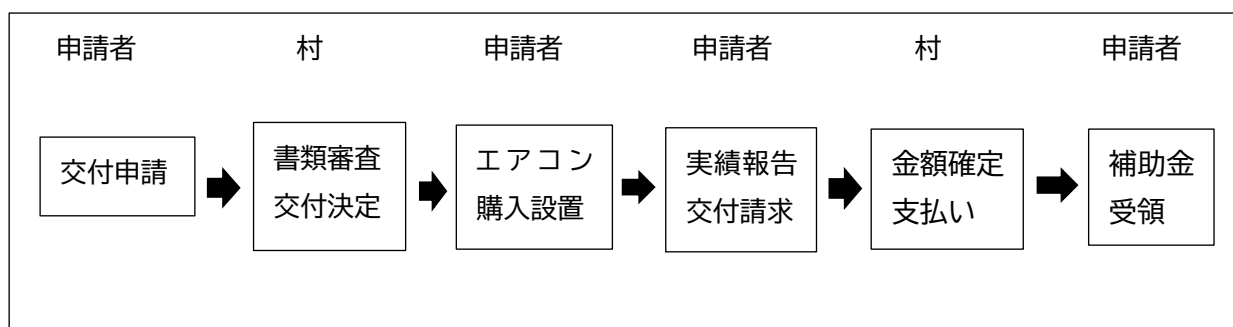 申請者 村 申請者 申請者 村 申請者
交付申請
書類審査
交付決定
エアコン
購入設置
実績報告
交付請求
金額確定
支払い
補助金
受領